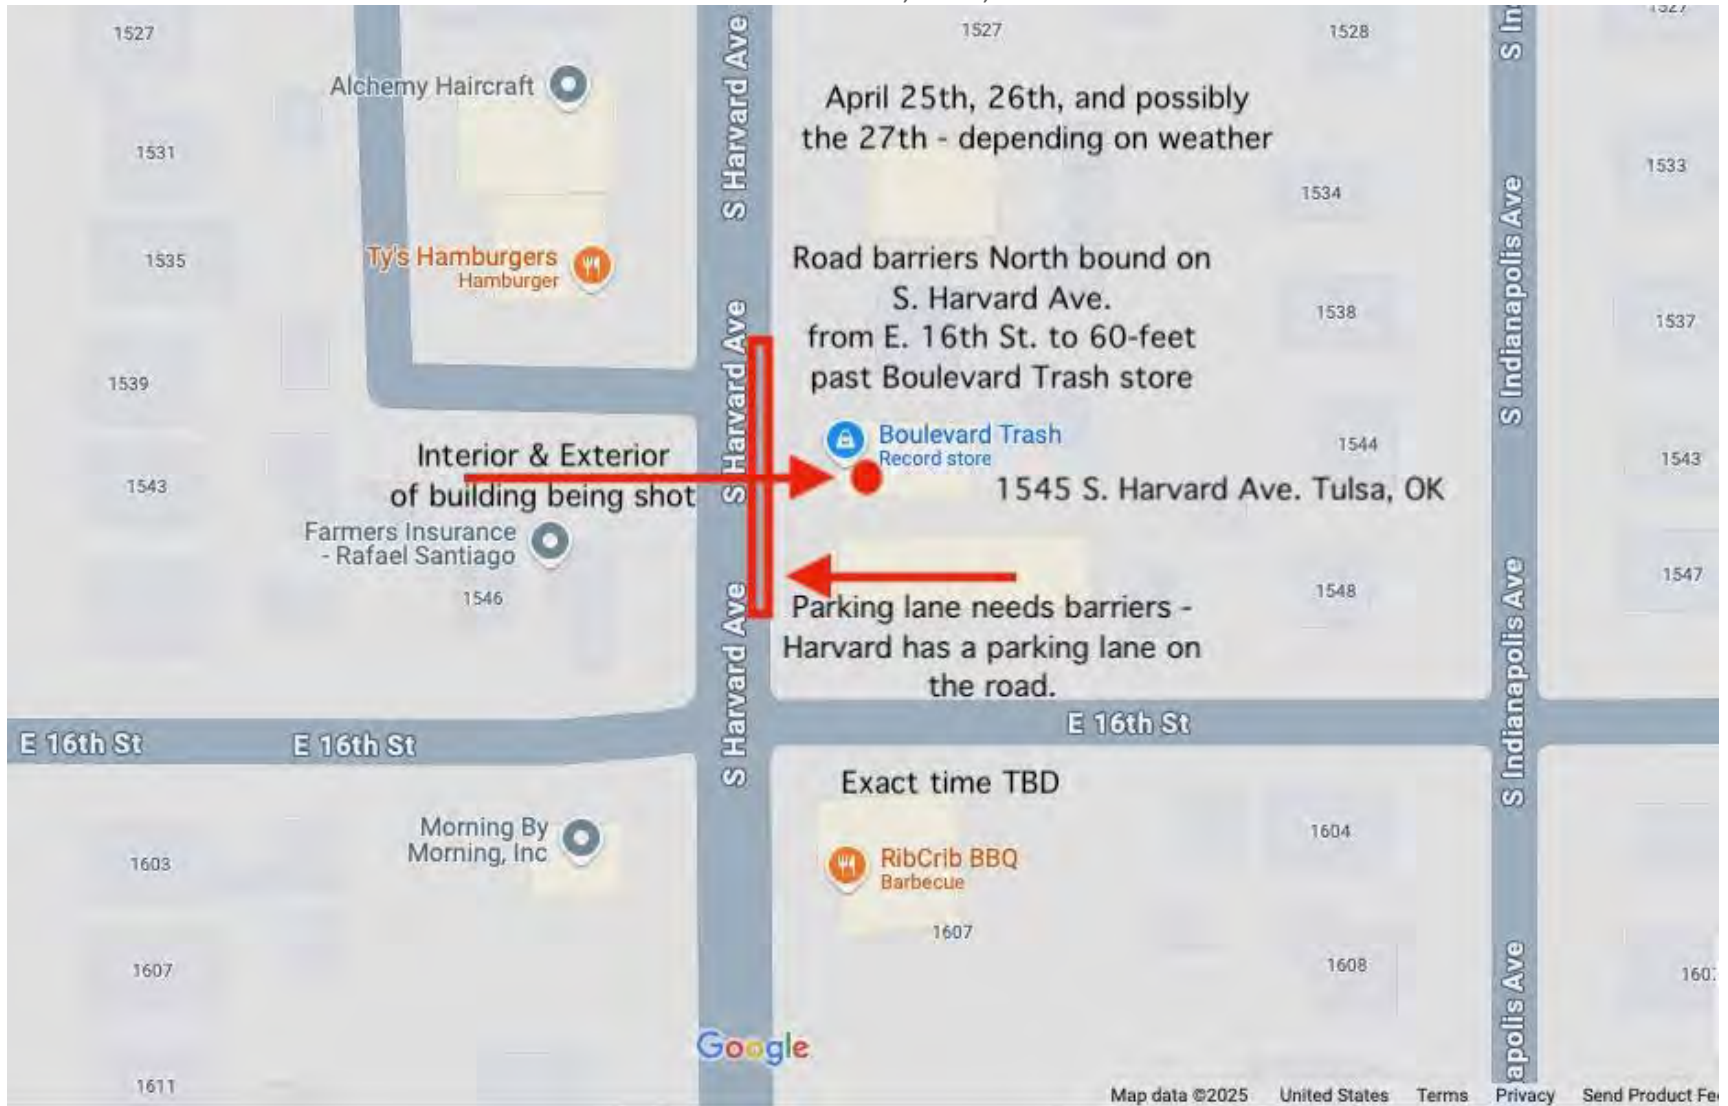 1527
S Harvard Ave
1527
1528
S In
1527
Alchemy Haircraft
April 25th, 26th, and possibly
the 27th - depending on weather
1531
1533
1534
S Harvard Ave
S Indianapolis Ave
Ty's Hamburgers
Hamburger
1535
Road barriers North bound on
S. Harvard Ave.
from E. 16th St. to 60-feet
past Boulevard Trash store
1538
1537
1539
Boulevard Trash
Record store
1544
1543
Interior & Exterior
of building being shot
1543
S Harvard Ave
1545 S. Harvard Ave. Tulsa, OK
Farmers Insurance
- Rafael Santiago
1546
1548
1547
Parking lane needs barriers -
Harvard has a parking lane on
the road.
S Harvard Ave
S Indianapolis Ave
E 16th St
E 16th St
E 16th St
Exact time TBD
Morning By
Morning, Inc
1603
RibCrib BBQ
Barbecue
1604
1607
1607
1608
160
apolis Ave
Google
1611
Map data ©2025
United States
Terms
Privacy
Send Product Fe